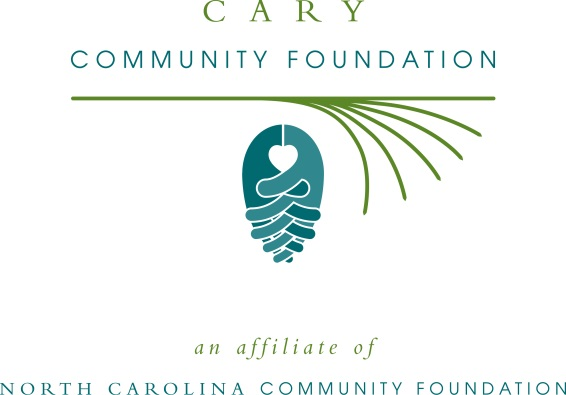 CARY
COMMUNITY FOUNDATION
an affiliate of
NORTH CAROLINA COMMUNITY FOUNDATION